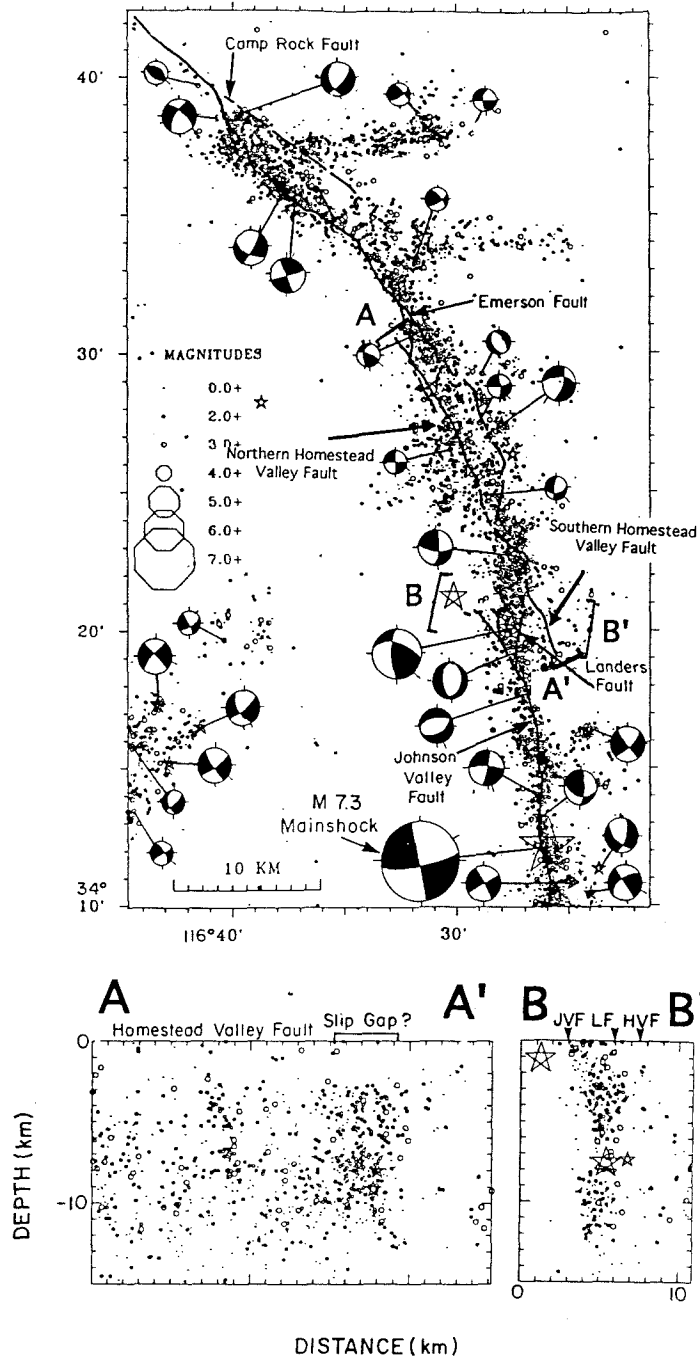 Camp Rock Fault
40'
A
Emerson Fault
30'
MAGNITUDES
0.0+
2.0+
3.0+
4.0+
5.0+
6.0+
7.0+
Northern Homestead
Valley Fault
Southern Homestead
Valley Fault
B
B'
20'
A'
Landers
Fault
Johnson
Valley
Fault
M 7.3
Mainshock
10 KM
34°
10'
116°40'
30'
A
A'
B
B'
Homestead Valley Fault
Slip Gap?
JVF LF HVF
0
-10
DEPTH (km)
0
10
DISTANCE (km)